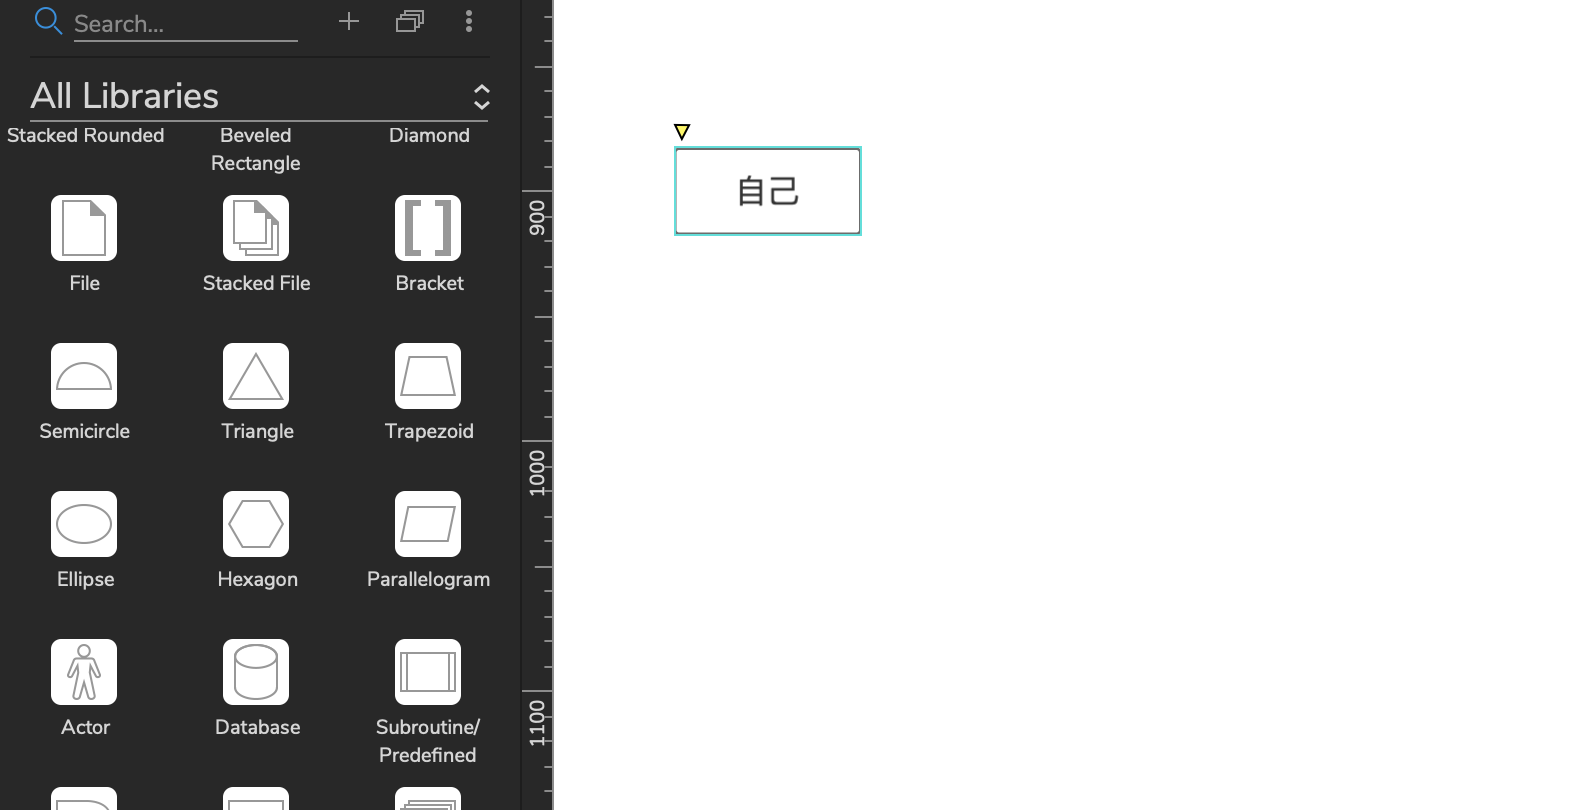 Search...
All Libraries
Stacked Rounded
Beveled
Rectangle
Diamond
File
Stacked File
Bracket
Semicircle
Triangle
Trapezoid
Ellipse
Hexagon
Parallelogram
Actor
Database
Subroutine/
Predefined
900
1000
1100
自己